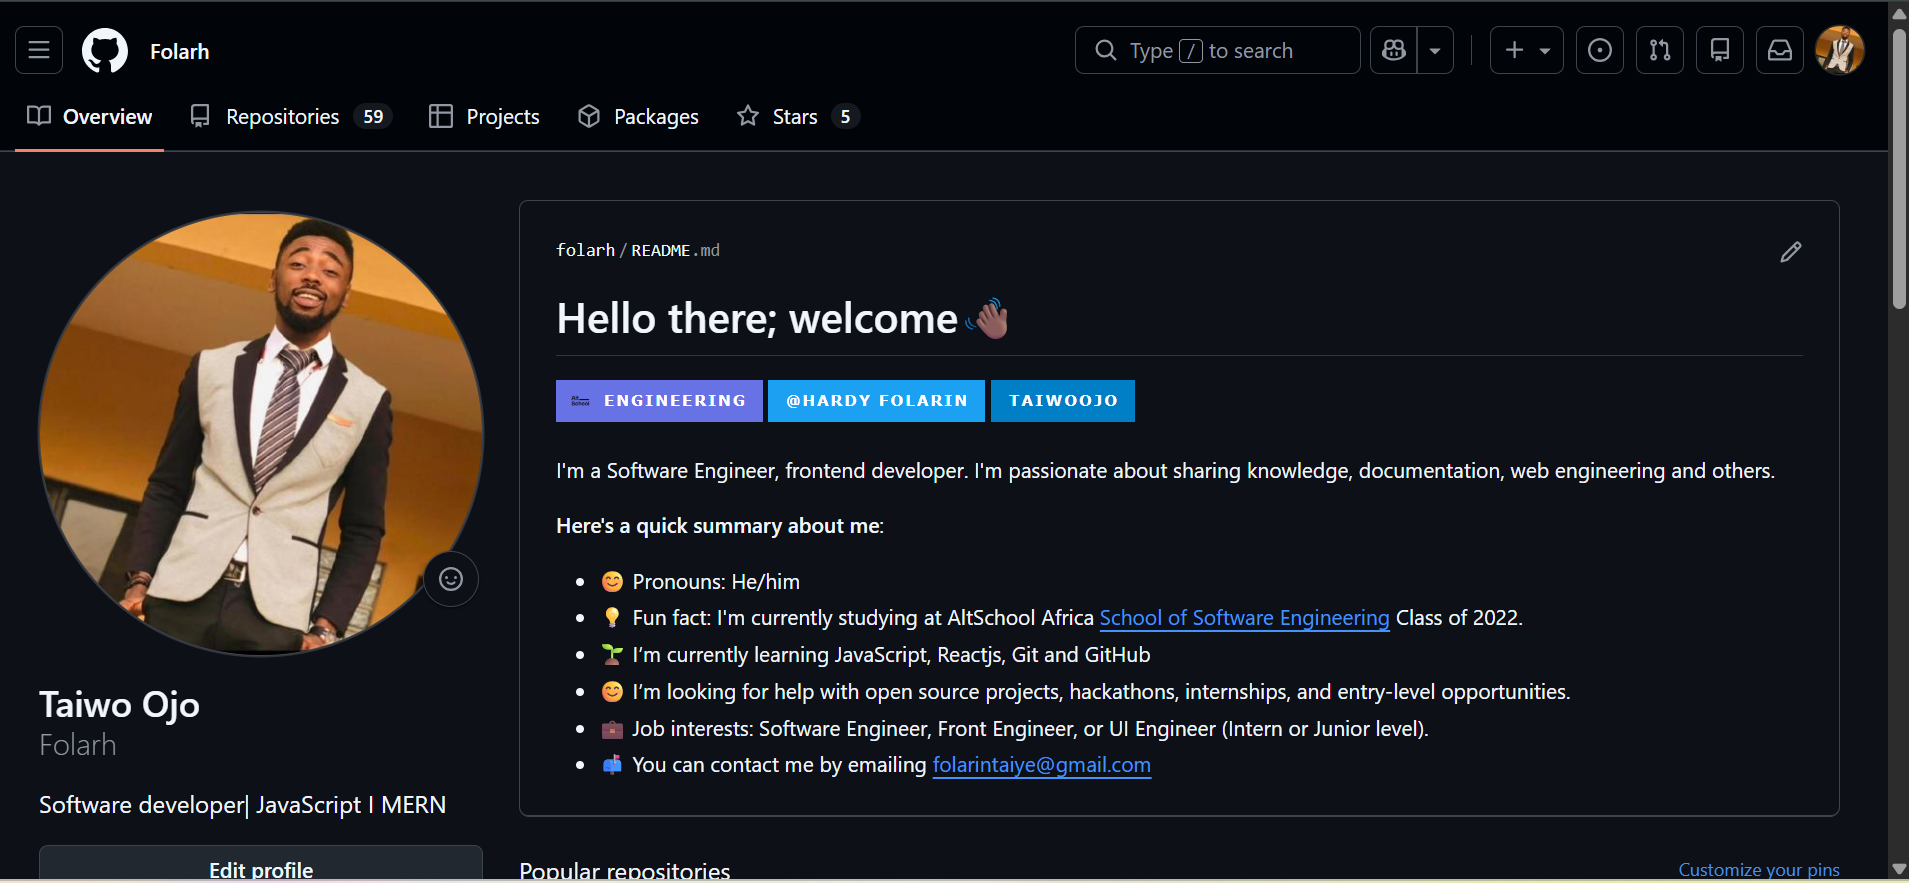 Folarh
Type / to search
Overview
Repositories 59
Projects
Packages
Stars 5
folarh/README.md
Hello there; welcome
Alt School ENGINEERING
@HARDY FOLARIN
TAIWOOJO
I'm a Software Engineer, frontend developer. I'm passionate about sharing knowledge, documentation, web engineering and others.
Here's a quick summary about me:
😊 Pronouns: He/him
💡 Fun fact: I'm currently studying at AltSchool Africa School of Software Engineering Class of 2022.
🌱 I’m currently learning JavaScript, Reactjs, Git and GitHub
😊 I’m looking for help with open source projects, hackathons, internships, and entry-level opportunities.
💼 Job interests: Software Engineer, Front Engineer, or UI Engineer (Intern or Junior level).
📫 You can contact me by emailing folarintaiye@gmail.com
Taiwo Ojo
Folarh
Software developer| JavaScript I MERN
Edit profile
Popular repositories
Customize your pins